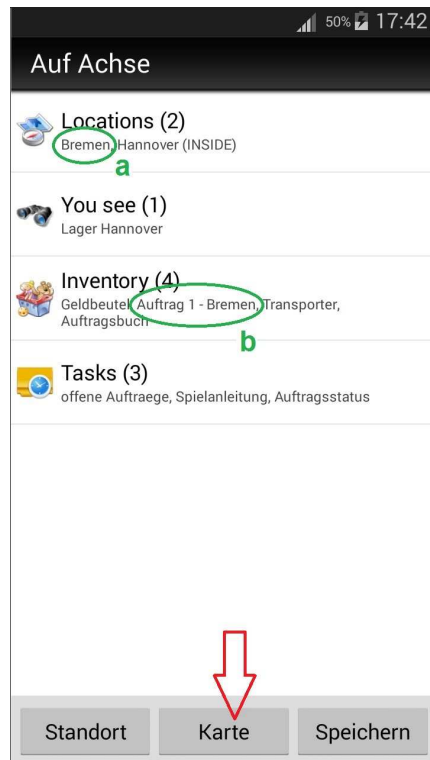 50% 17:42
Auf Achse
Locations (2)
Bremen, Hannover (INSIDE)
a
You see (1)
Lager Hannover
Inventory (4)
Geldbeutel, Auftrag 1 - Bremen, Transporter,
Auftragsbuch
b
Tasks (3)
offene Auftraege, Spielanleitung, Auftragsstatus
Standort Karte Speichern